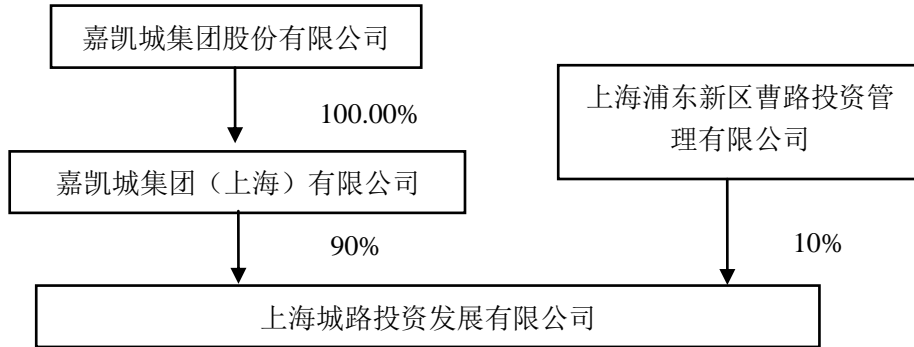 嘉凯城集团股份有限公司
100.00%
上海浦东新区曹路投资管
理有限公司
嘉凯城集团（上海）有限公司
90%
10%
上海城路投资发展有限公司